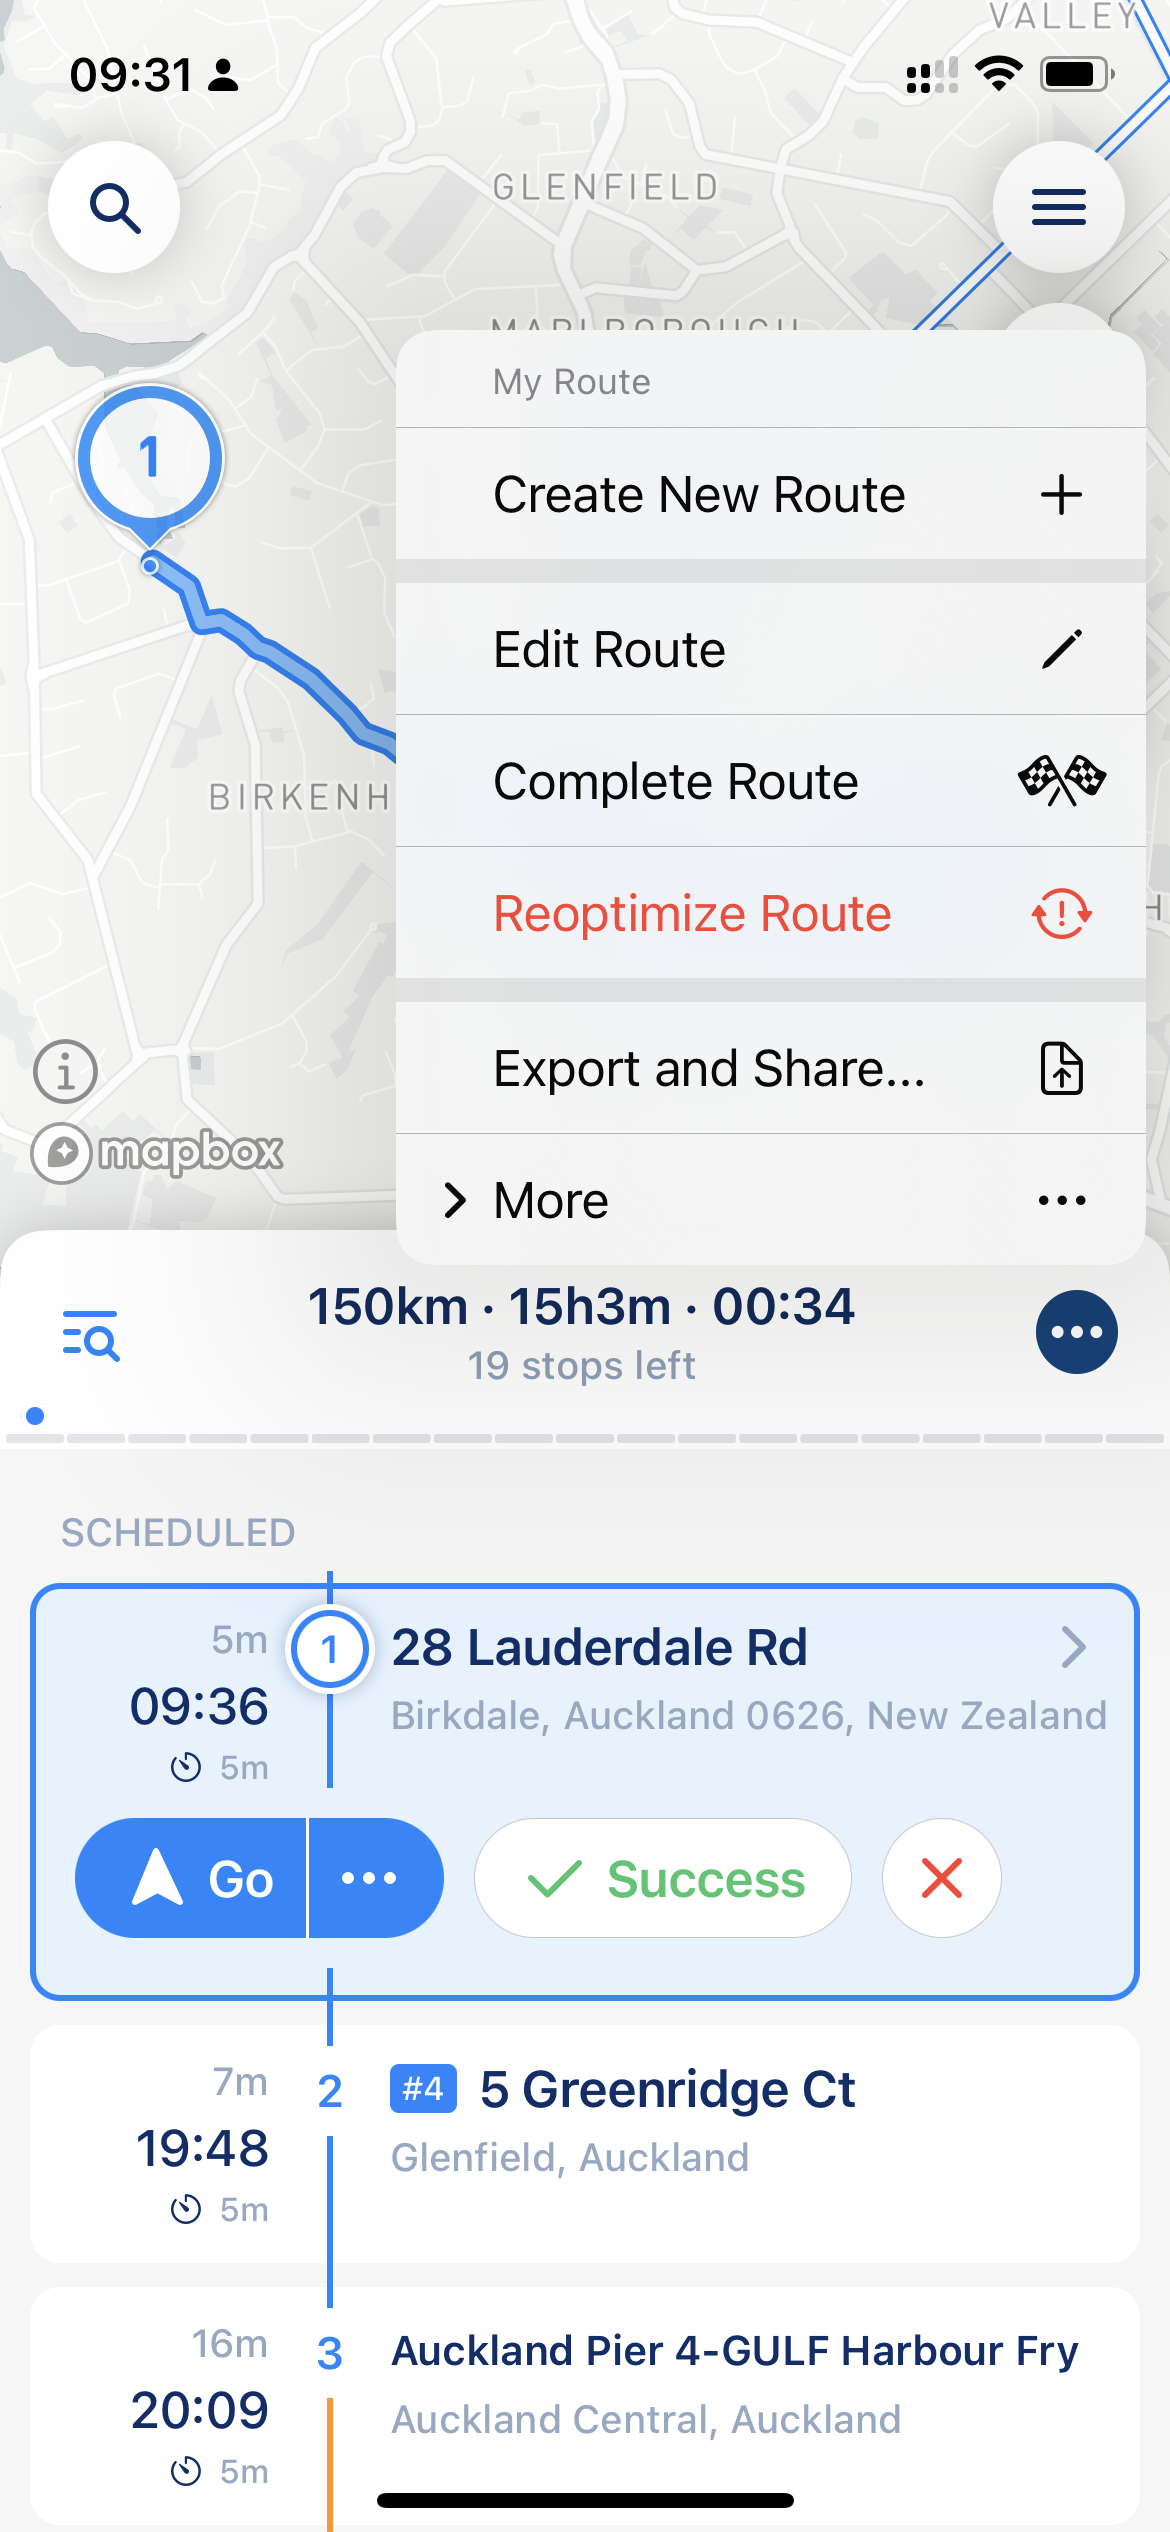 VALLEY
09:31
GLENFIELD
MARLBOROUGH
My Route
1
Create New Route
Edit Route
BIRKENH
Complete Route
Reoptimize Route
H
Export and Share...
mapbox
More
150km · 15h3m · 00:34
19 stops left
SCHEDULED
5m
1
28 Lauderdale Rd
09:36
Birkdale, Auckland 0626, New Zealand
5m
Go
Success
7m
2
#4
5 Greenridge Ct
19:48
Glenfield, Auckland
5m
16m
3
Auckland Pier 4-GULF Harbour Fry
20:09
Auckland Central, Auckland
5m